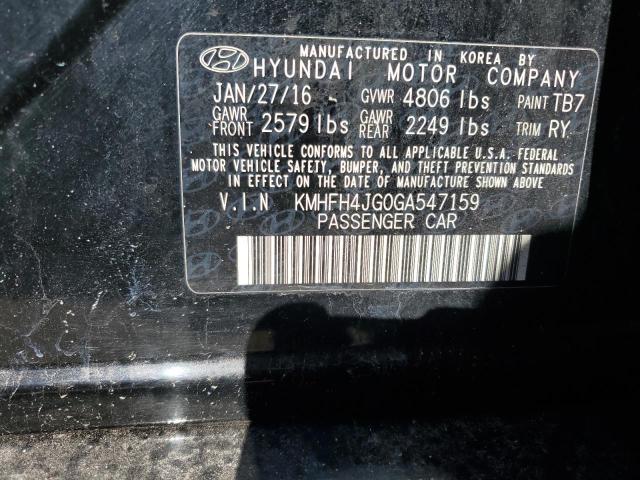 MANUFACTURED IN KOREA BY
HYUNDAI MOTOR COMPANY
JAN/27/16 GVWR 4806 lbs PAINT TB7
GAWR FRONT 2579 lbs GAWR REAR 2249 lbs TRIM RY
THIS VEHICLE CONFORMS TO ALL APPLICABLE U.S.A. FEDERAL
MOTOR VEHICLE SAFETY, BUMPER, AND THEFT PREVENTION STANDARDS
IN EFFECT ON THE DATE OF MANUFACTURE SHOWN ABOVE.
V.I.N KMHFH4JG0GA547159
PASSENGER CAR